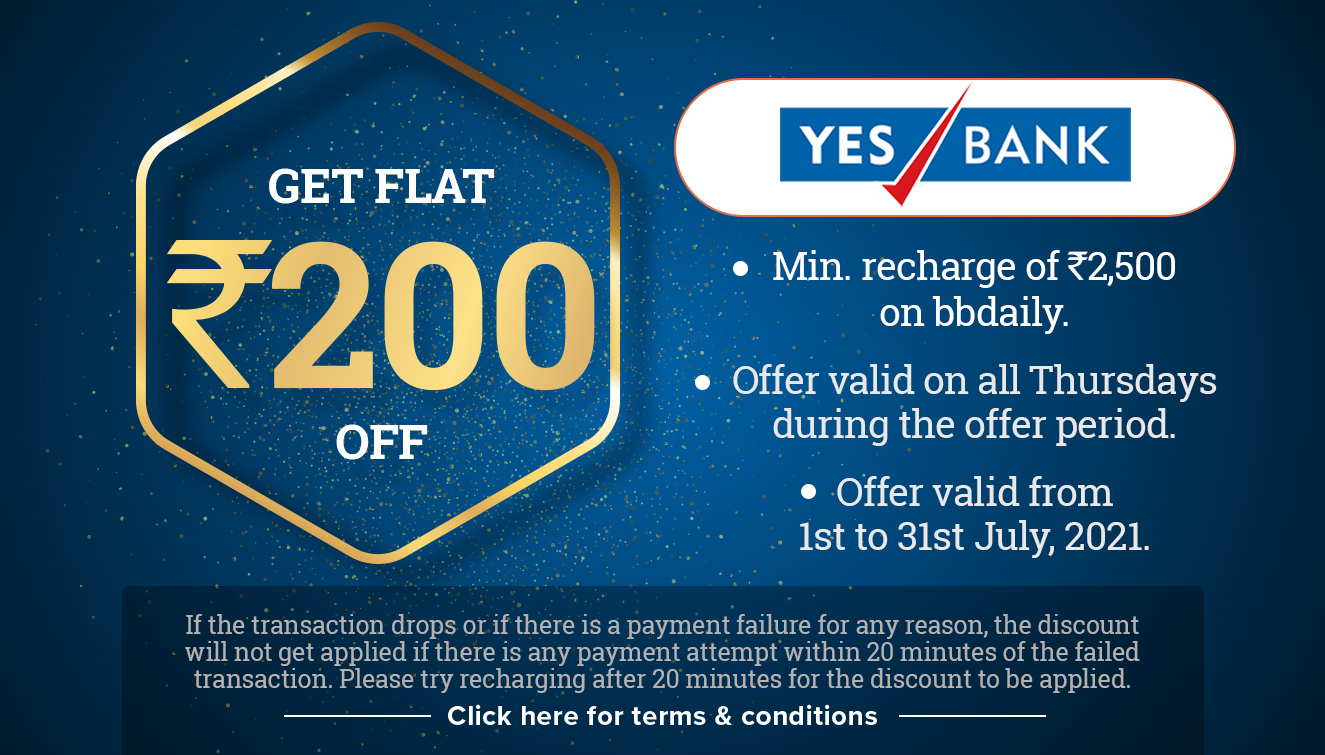 GET FLAT
₹200
OFF
YES BANK
• Min. recharge of ₹2,500
on bbdaily.
• Offer valid on all Thursdays
during the offer period.
• Offer valid from
1st to 31st July, 2021.
If the transaction drops or if there is a payment failure for any reason, the discount
will not get applied if there is any payment attempt within 20 minutes of the failed
transaction. Please try recharging after 20 minutes for the discount to be applied.
Click here for terms & conditions